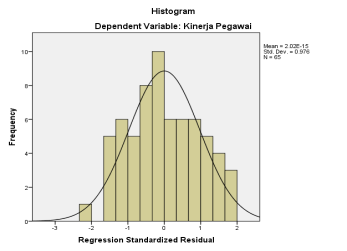 Histogram
Dependent Variable: Kinerja Pegawai
Mean = 2.03E-15
Std. Dev. = 0.976
N = 65
Frequency
10
8
6
4
2
0
-3 -2 -1 0 1 2
Regression Standardized Residual